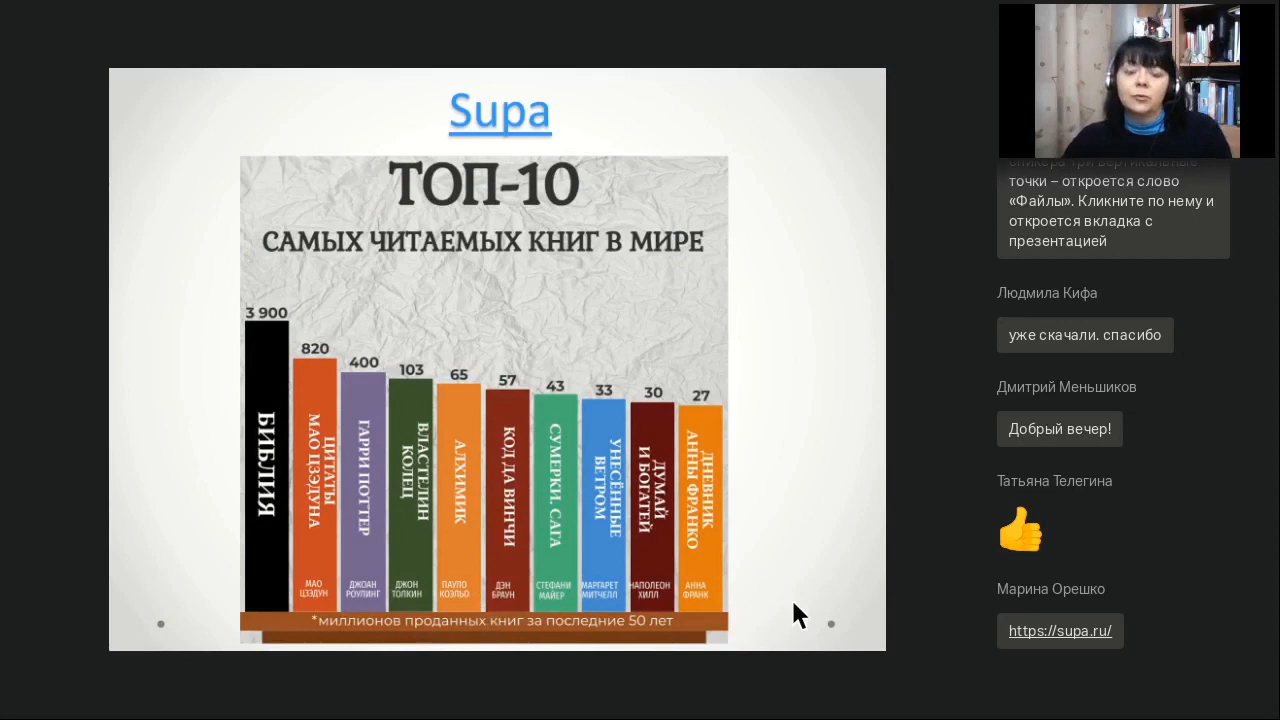 Supa
ТОП-10
САМЫХ ЧИТАЕМЫХ КНИГ В МИРЕ
3 900
820
400
103
65
57
43
33
30
27
БИБЛИЯ
ЦИТАТЫ
МАО ЦЗЭДУНА
ГАРРИ ПОТТЕР
ВЛАСТЕЛИН
КОЛЕЦ
АЛХИМИК
КОД ДА ВИНЧИ
СУМЕРКИ. САГА
УНЕСЁННЫЕ
ВЕТРОМ
ДУМАЙ
И БОГАТЕЙ
ДНЕВНИК
АННЫ ФРАНКО
МАО
ЦЗЭДУН
ДЖОАН
РОУЛИНГ
ДЖОН
ТОЛКИН
ПАУЛО
КОЭЛЬО
ДЭН
БРАУН
СТЕФАНИ
МАЙЕР
МАРГАРЕТ
МИТЧЕЛЛ
НАПОЛЕОН
ХИЛЛ
АННА
ФРАНК
*миллионов проданных книг за последние 50 лет
спикера три вертикальные
точки – откроется слово
«Файлы». Кликните по нему и
откроется вкладка с
презентацией
Людмила Кифа
уже скачали. спасибо
Дмитрий Меньшиков
Добрый вечер!
Татьяна Телегина
Марина Орешко
https://supa.ru/